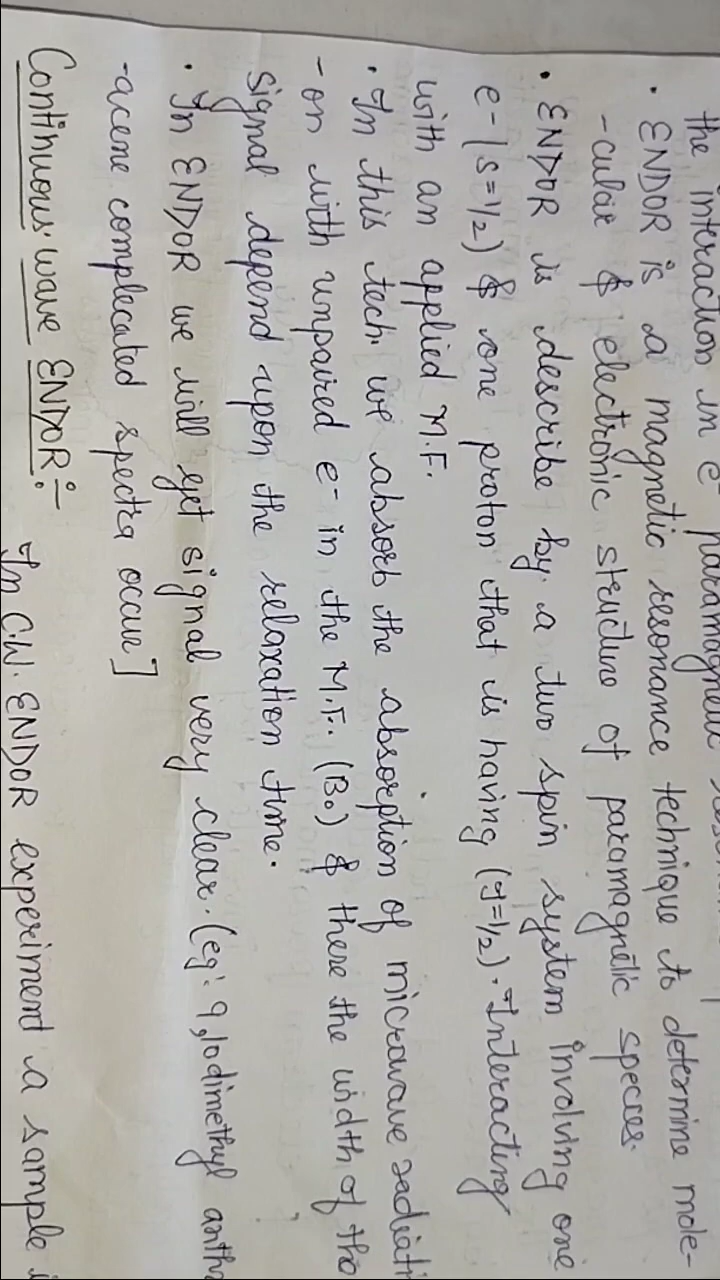 the interaction in e⁻ paramagnetic
• ENDOR is a magnetic resonance technique to determine mole-
-cular & electronic structure of paramagnetic species.
• ENDOR is describe by a two spin system involving one
e- (s=1/2) & one proton that is having (I=1/2). Interacting
with an applied M.F.
• In this tech. we absorb the absorption of microwave radiati
-on with unpaired e- in the M.F. (B₀) & there the width of the
signal depend upon the relaxation time.
• In ENDOR we will get signal very clear. (eg: 9,10dimethyl anthr
-acene complecated spectra occue]
Continuous wave ENDOR:-
In C.W. ENDOR experiment a sample